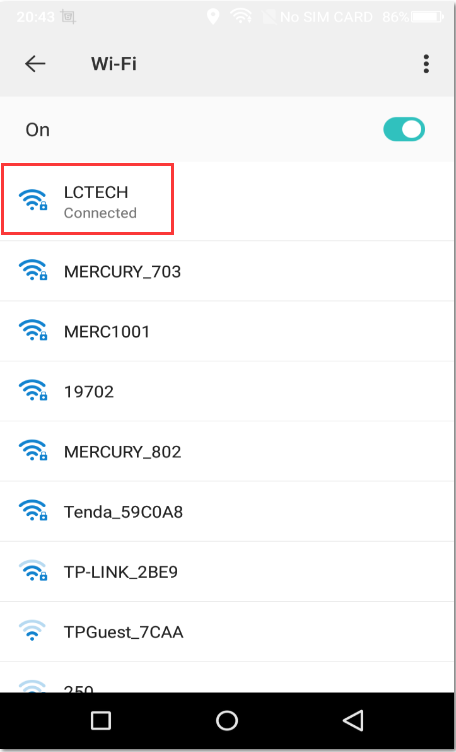 20:43 No SIM CARD 86%
Wi-Fi
On
LCTECH
Connected
MERCURY_703
MERC1001
19702
MERCURY_802
Tenda_59C0A8
TP-LINK_2BE9
TPGuest_7CAA
250